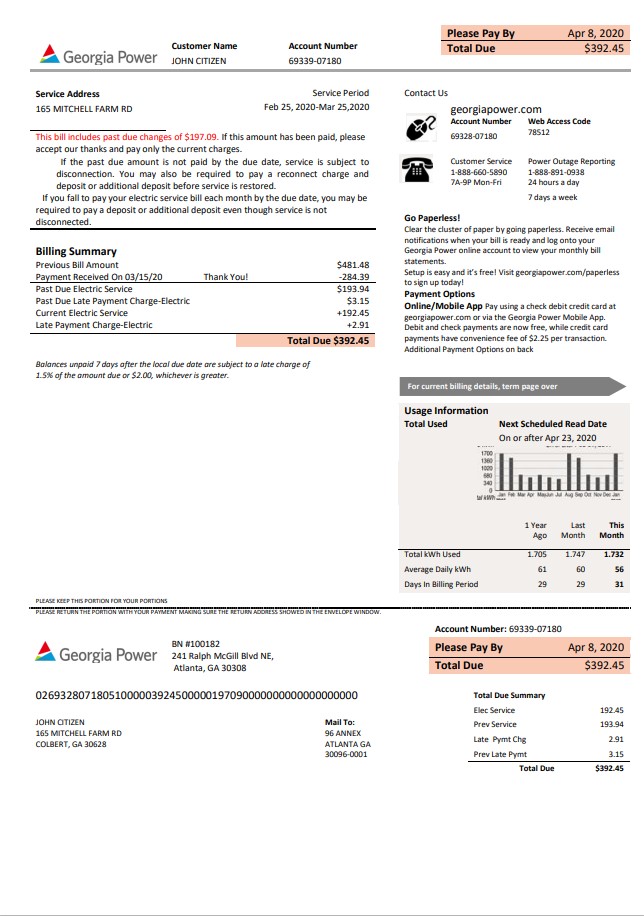 Georgia Power
Customer Name
JOHN CITIZEN
Account Number
69339-07180
Please Pay By Apr 8, 2020
Total Due $392.45
Service Address
165 MITCHELL FARM RD
Service Period
Feb 25, 2020-Mar 25,2020
This bill includes past due changes of $197.09. If this amount has been paid, please
accept our thanks and pay only the current charges.
If the past due amount is not paid by the due date, service is subject to
disconnection. You may also be required to pay a reconnect charge and
deposit or additional deposit before service is restored.
If you fall to pay your electric service bill each month by the due date, you may be
required to pay a deposit or additional deposit even though service is not
disconnected.
Billing Summary
Previous Bill Amount $481.48
Payment Received On 03/15/20 Thank You! -284.39
Past Due Electric Service $193.94
Past Due Late Payment Charge-Electric $3.15
Current Electric Service +192.45
Late Payment Charge-Electric +2.91
Total Due $392.45
Balances unpaid 7 days after the local due date are subject to a late charge of
1.5% of the amount due or $2.00, whichever is greater.
Contact Us
georgiapower.com
Account Number Web Access Code
69328-07180 78512
Customer Service Power Outage Reporting
1-888-660-5890 1-888-891-0938
7A-9P Mon-Fri 24 hours a day
7 days a week
Go Paperless!
Clear the cluster of paper by going paperless. Receive email
notifications when your bill is ready and log onto your
Georgia Power online account to view your monthly bill
statements.
Setup is easy and it's free! Visit georgiapower.com/paperless
to sign up today!
Payment Options
Online/Mobile App Pay using a check debit credit card at
georgiapower.com or via the Georgia Power Mobile App.
Debit and check payments are now free, while credit card
payments have convenience fee of $2.25 per transaction.
Additional Payment Options on back
For current billing details, term page over
Usage Information
Total Used Next Scheduled Read Date
On or after Apr 23, 2020
1700
1360
1020
680
340
0
Jan Feb Mar Apr May Jun Jul Aug Sep Oct Nov Dec Jan
1 Year Last This
Ago Month Month
Total kWh Used 1.705 1.747 1.732
Average Daily kWh 61 60 56
Days In Billing Period 29 29 31
PLEASE KEEP THIS PORTION FOR YOUR PORTIONS
PLEASE RETURN THE PORTION WITH YOUR PAYMENT MAKING SURE THE RETURN ADDRESS SHOWED IN THE ENVELOPE WINDOW.
Account Number: 69339-07180
Georgia Power
BN #100182
241 Ralph McGill Blvd NE,
Atlanta, GA 30308
Please Pay By Apr 8, 2020
Total Due $392.45
JOHN CITIZEN
165 MITCHELL FARM RD
COLBERT, GA 30628
Mail To:
96 ANNEX
ATLANTA GA
30096-0001
Total Due Summary
Elec Service 192.45
Prev Service 193.94
Late Pymt Chg 2.91
Prev Late Pymt 3.15
Total Due $392.45